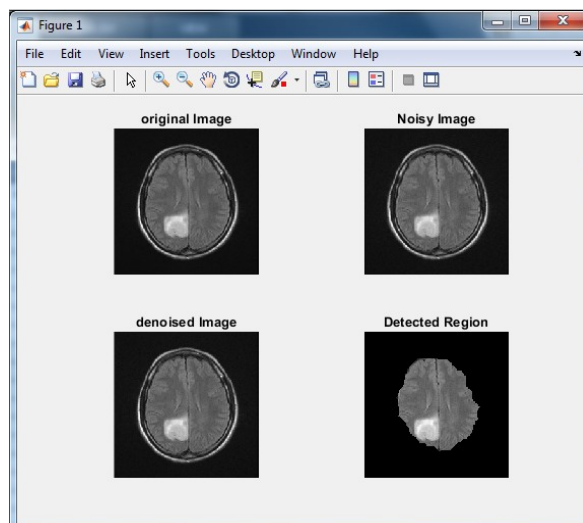 Figure 1
File Edit View Insert Tools Desktop Window Help
original Image Noisy Image
denoised Image Detected Region